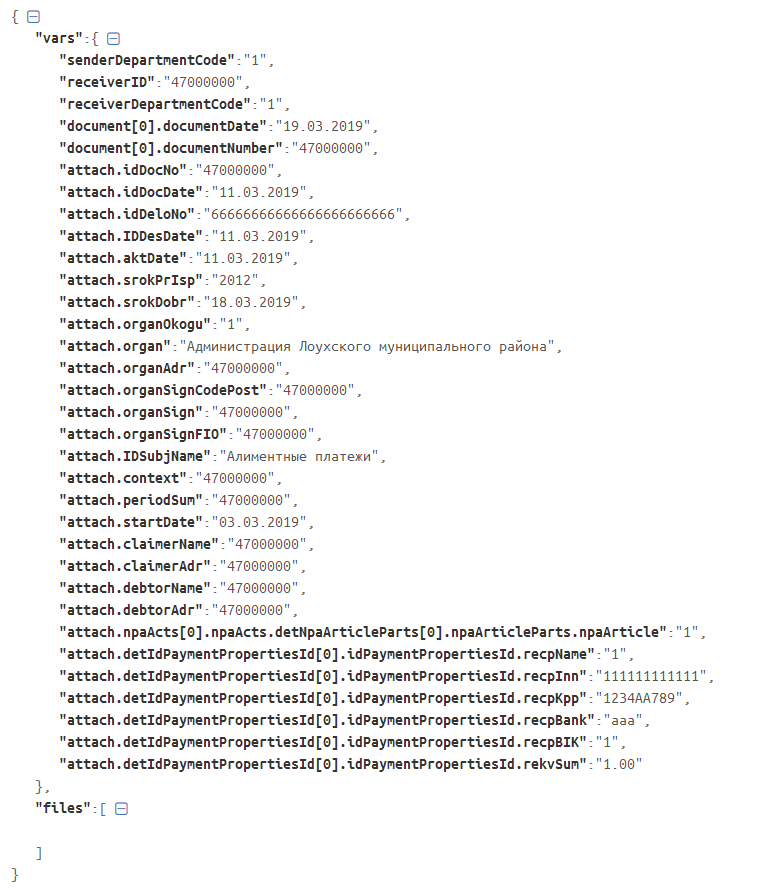 {
"vars":{
"senderDepartmentCode":"1",
"receiverID":"47000000",
"receiverDepartmentCode":"1",
"document[0].documentDate":"19.03.2019",
"document[0].documentNumber":"47000000",
"attach.idDocNo":"47000000",
"attach.idDocDate":"11.03.2019",
"attach.idDeloNo":"66666666666666666666666",
"attach.IDDesDate":"11.03.2019",
"attach.aktDate":"11.03.2019",
"attach.srokPrIsp":"2012",
"attach.srokDobr":"18.03.2019",
"attach.organOkogu":"1",
"attach.organ":"Администрация Лоухского муниципального района",
"attach.organAdr":"47000000",
"attach.organSignCodePost":"47000000",
"attach.organSign":"47000000",
"attach.organSignFIO":"47000000",
"attach.IDSubjName":"Алиментные платежи",
"attach.context":"47000000",
"attach.periodSum":"47000000",
"attach.startDate":"03.03.2019",
"attach.claimerName":"47000000",
"attach.claimerAdr":"47000000",
"attach.debtorName":"47000000",
"attach.debtorAdr":"47000000",
"attach.npaActs[0].npaActs.detNpaArticleParts[0].npaArticleParts.npaArticle":"1",
"attach.detIdPaymentPropertiesId[0].idPaymentPropertiesId.recpName":"1",
"attach.detIdPaymentPropertiesId[0].idPaymentPropertiesId.recpInn":"111111111111",
"attach.detIdPaymentPropertiesId[0].idPaymentPropertiesId.recpKpp":"1234AA789",
"attach.detIdPaymentPropertiesId[0].idPaymentPropertiesId.recpBank":"aaa",
"attach.detIdPaymentPropertiesId[0].idPaymentPropertiesId.recpBIK":"1",
"attach.detIdPaymentPropertiesId[0].idPaymentPropertiesId.rekvSum":"1.00"
},
"files":[
]
}